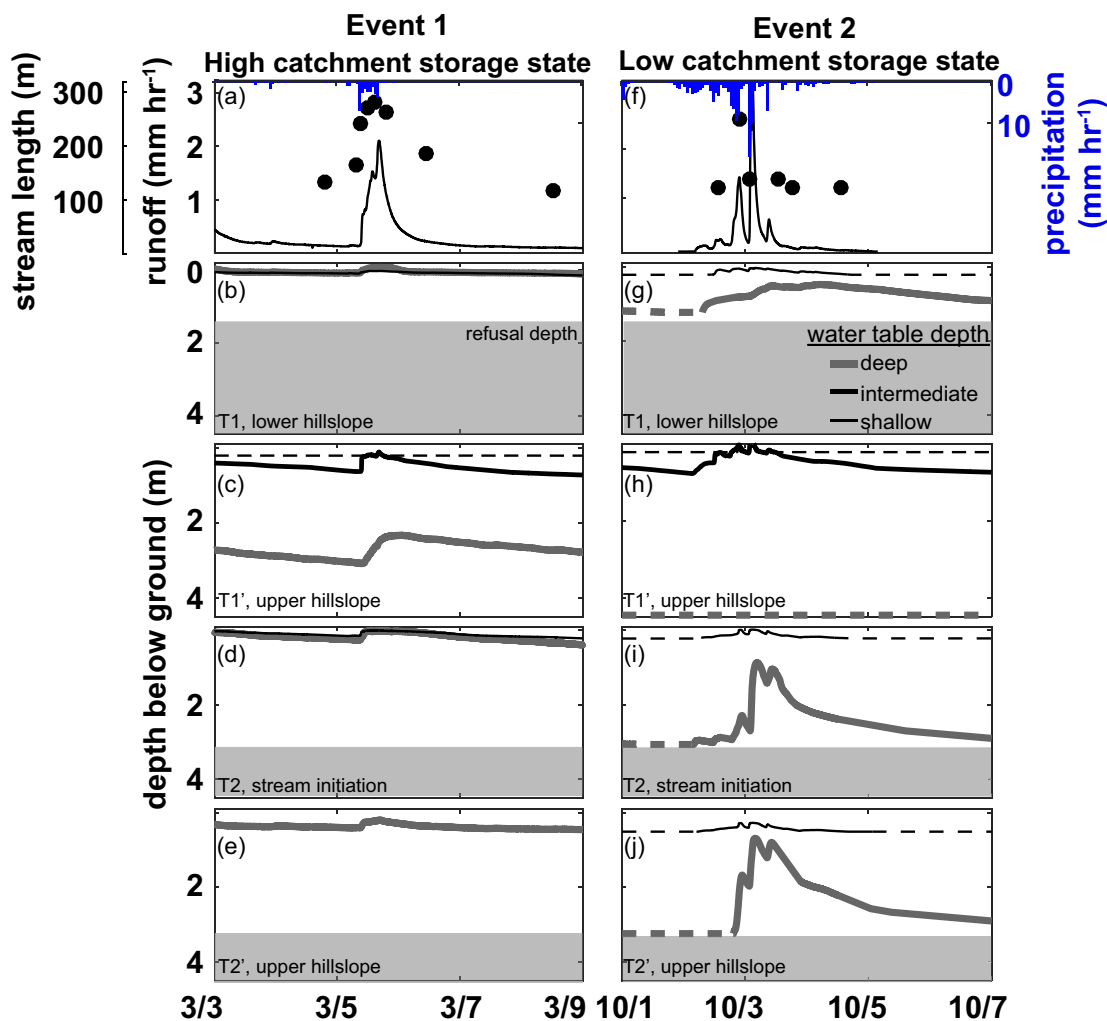 Event 1
High catchment storage state
Event 2
Low catchment storage state
stream length (m)
300
200
100
runoff (mm hr⁻¹)
3
2
1
(a)
(f)
0
10
precipitation
(mm hr⁻¹)
depth below ground (m)
0
2
4
(b)
refusal depth
T1, lower hillslope
(g)
water table depth
deep
intermediate
shallow
T1, lower hillslope
2
4
(c)
T1', upper hillslope
(h)
T1', upper hillslope
2
4
(d)
T2, stream initiation
(i)
T2, stream initiation
2
4
(e)
T2', upper hillslope
(j)
T2', upper hillslope
3/3
3/5
3/7
3/9
10/1
10/3
10/5
10/7